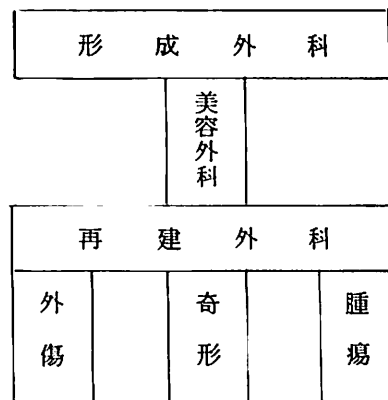 形成外科
美容外科
再建外科
外傷
奇形
腫瘍